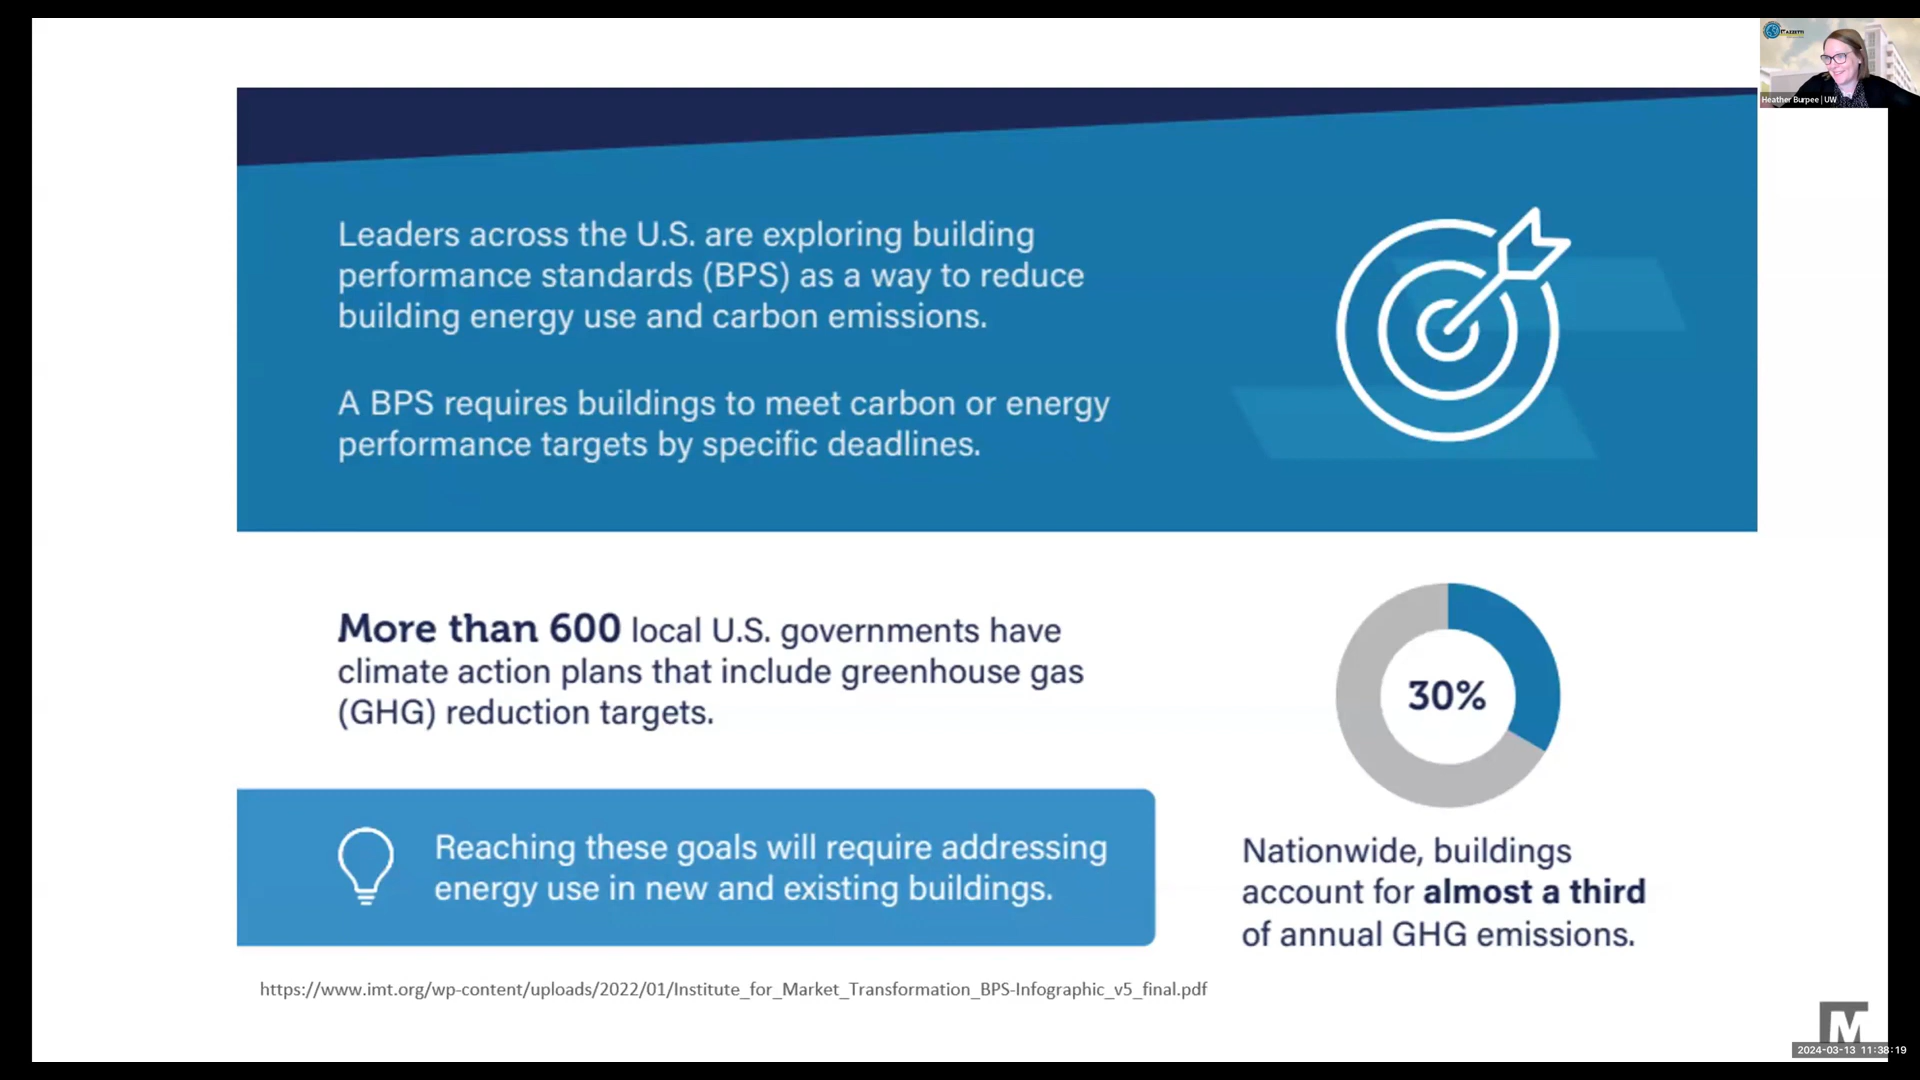 MAZZETTI
Heather Burpee | UW
Leaders across the U.S. are exploring building
performance standards (BPS) as a way to reduce
building energy use and carbon emissions.
A BPS requires buildings to meet carbon or energy
performance targets by specific deadlines.
More than 600 local U.S. governments have
climate action plans that include greenhouse gas
(GHG) reduction targets.
30%
Reaching these goals will require addressing
energy use in new and existing buildings.
Nationwide, buildings
account for almost a third
of annual GHG emissions.
https://www.imt.org/wp-content/uploads/2022/01/Institute_for_Market_Transformation_BPS-Infographic_v5_final.pdf
M
2024-03-13 11:38:19